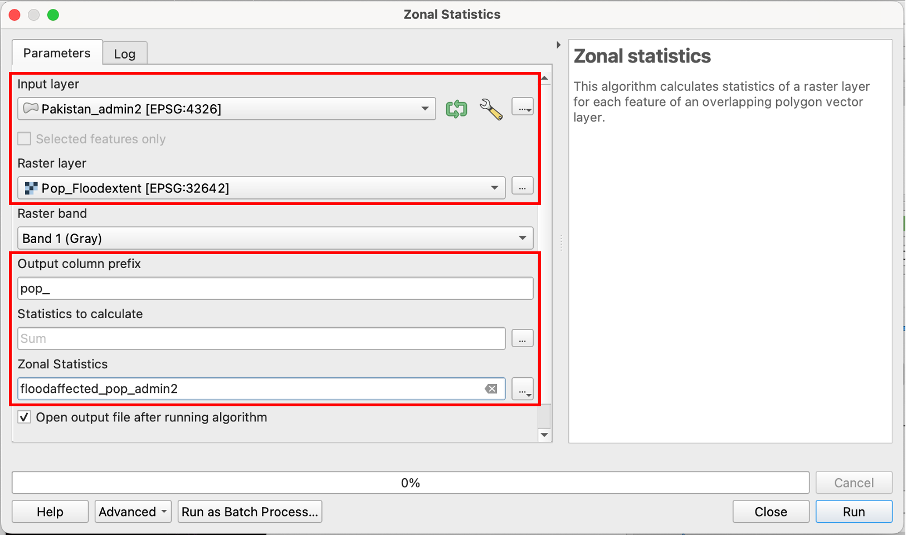 Zonal Statistics
Parameters
Log
Input layer
Pakistan_admin2 [EPSG:4326]
...
Selected features only
Raster layer
Pop_Floodextent [EPSG:32642]
...
Raster band
Band 1 (Gray)
Output column prefix
pop_
Statistics to calculate
Sum
...
Zonal Statistics
floodaffected_pop_admin2
...
Open output file after running algorithm
Zonal statistics
This algorithm calculates statistics of a raster layer
for each feature of an overlapping polygon vector
layer.
0%
Cancel
Help
Advanced
Run as Batch Process...
Close
Run